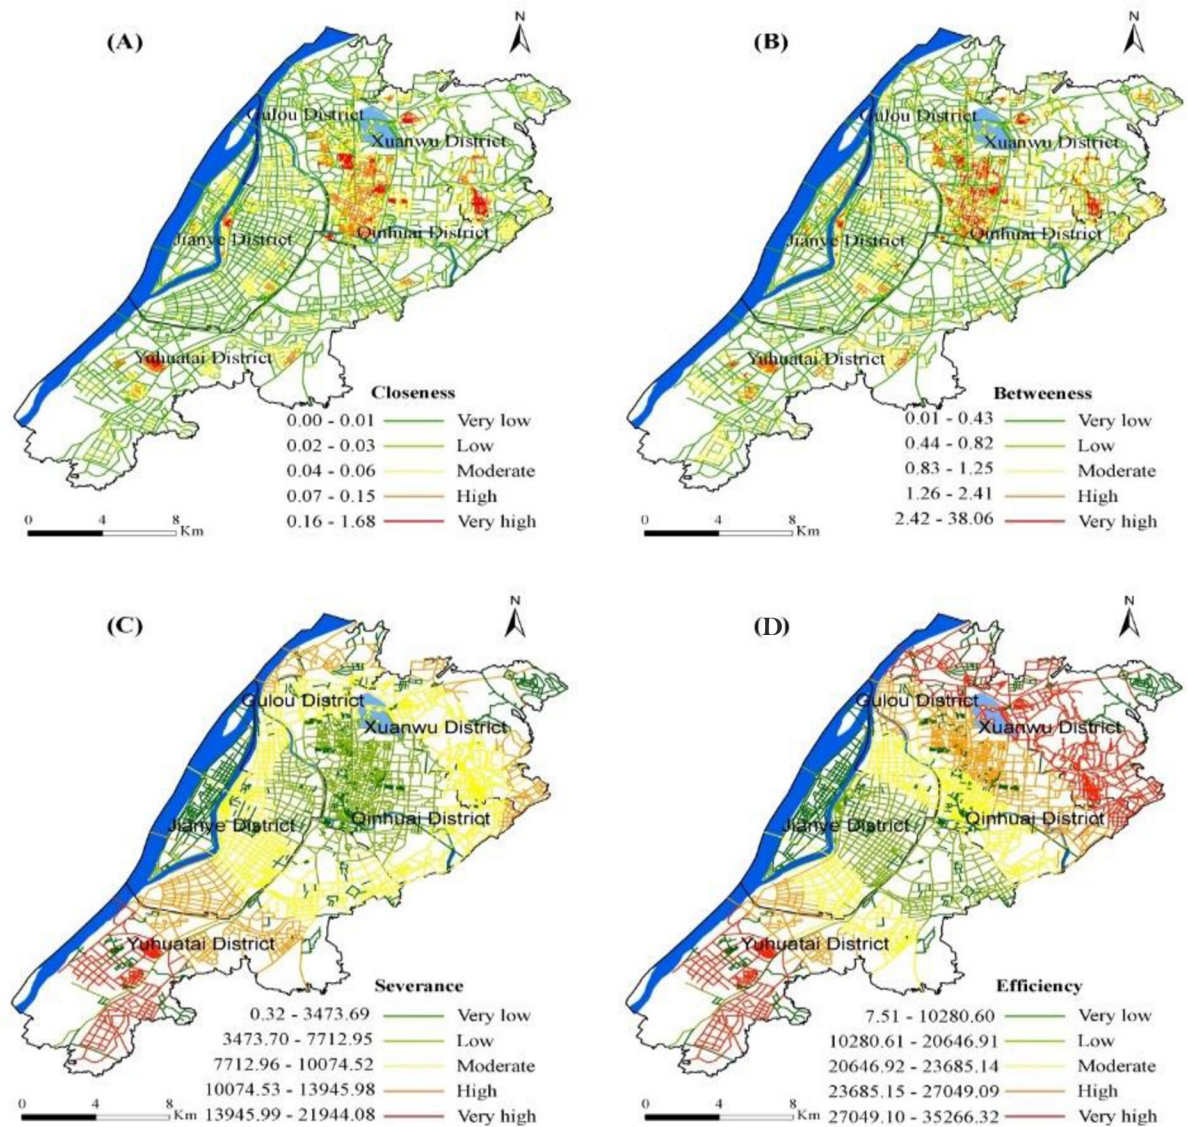 (A)
N
Gulou District
Xuanwu District
Jianye District
Qinhuai District
Yuhuatai District
Closeness
0.00 - 0.01 Very low
0.02 - 0.03 Low
0.04 - 0.06 Moderate
0.07 - 0.15 High
0.16 - 1.68 Very high
0 4 8 Km
(B)
N
Gulou District
Xuanwu District
Jianye District
Qinhuai District
Yuhuatai District
Betweeness
0.01 - 0.43 Very low
0.44 - 0.82 Low
0.83 - 1.25 Moderate
1.26 - 2.41 High
2.42 - 38.06 Very high
0 4 8 Km
(C)
N
Gulou District
Xuanwu District
Jianye District
Qinhuai District
Yuhuatai District
Severance
0.32 - 3473.69 Very low
3473.70 - 7712.95 Low
7712.96 - 10074.52 Moderate
10074.53 - 13945.98 High
13945.99 - 21944.08 Very high
0 4 8 Km
(D)
N
Gulou District
Xuanwu District
Jianye District
Qinhuai District
Yuhuatai District
Efficiency
7.51 - 10280.60 Very low
10280.61 - 20646.91 Low
20646.92 - 23685.14 Moderate
23685.15 - 27049.09 High
27049.10 - 35266.32 Very high
0 4 8 Km